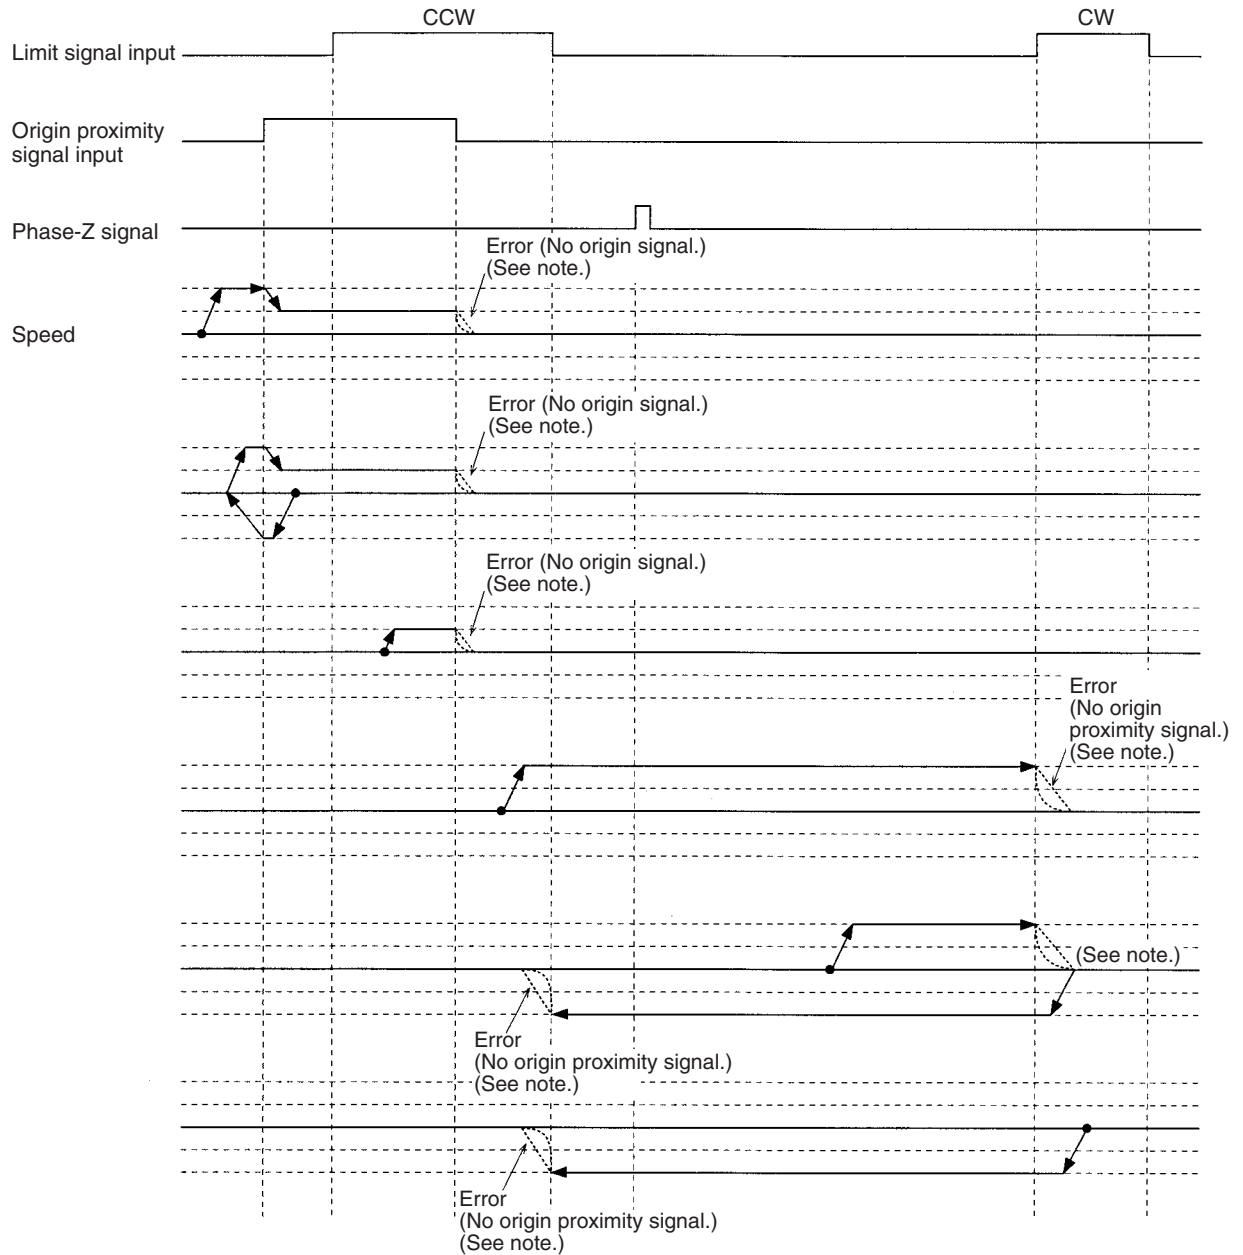 CCW
CW
Limit signal input
Origin proximity
signal input
Phase-Z signal
Error (No origin signal.)
(See note.)
Speed
Error (No origin signal.)
(See note.)
Error (No origin signal.)
(See note.)
Error
(No origin
proximity signal.)
(See note.)
(See note.)
Error
(No origin proximity signal.)
(See note.)
Error
(No origin proximity signal.)
(See note.)